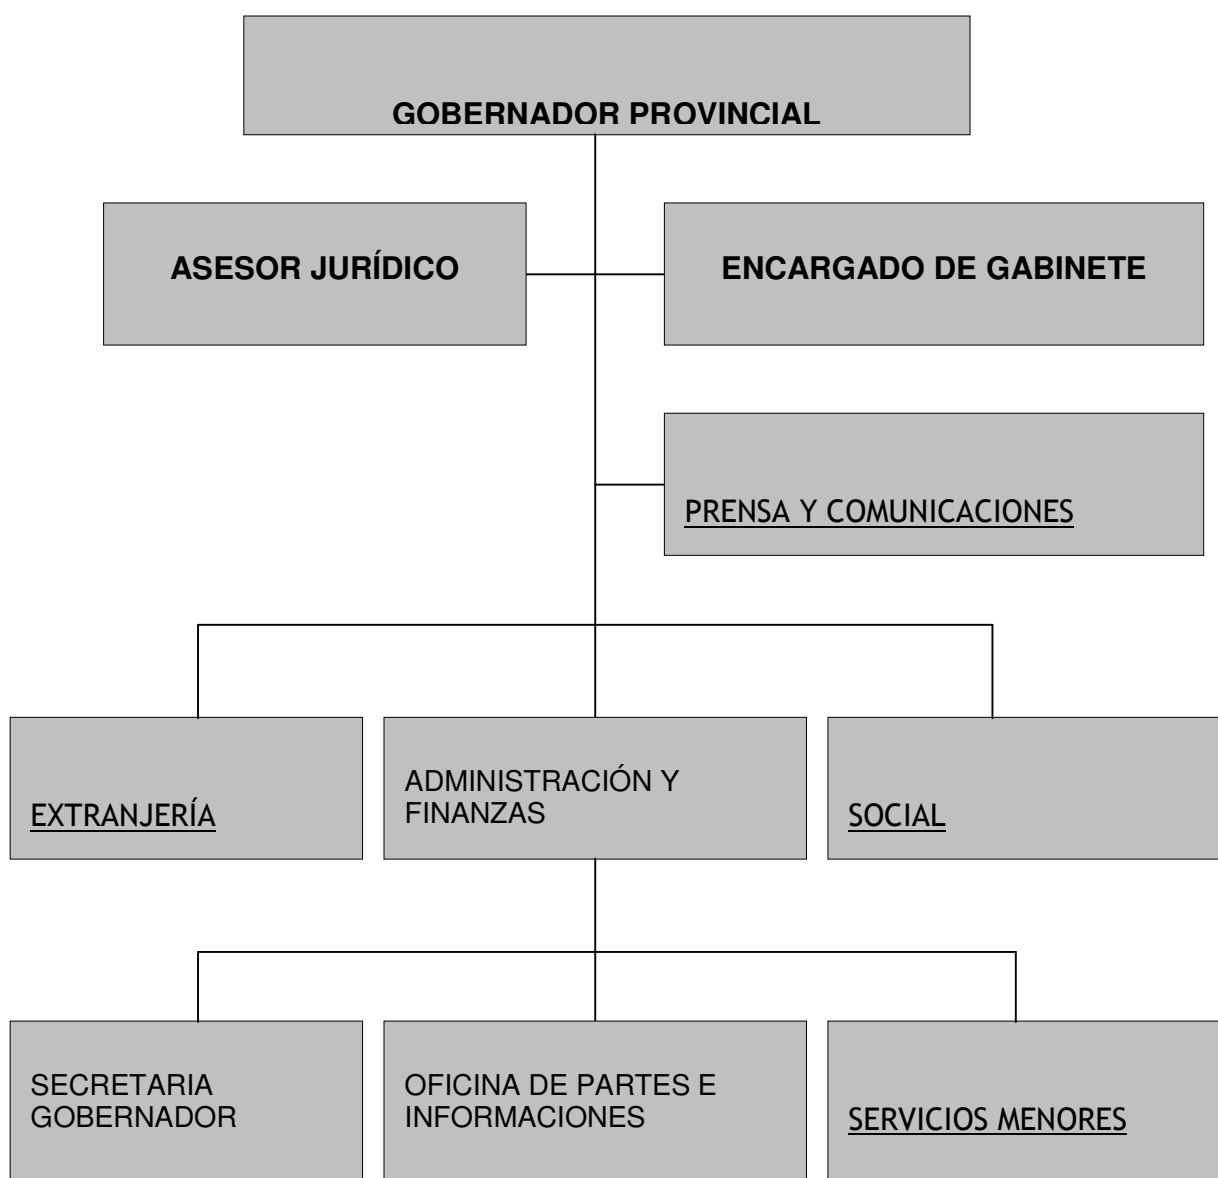 GOBERNADOR PROVINCIAL
ASESOR JURÍDICO
ENCARGADO DE GABINETE
PRENSA Y COMUNICACIONES
EXTRANJERÍA
ADMINISTRACIÓN Y
FINANZAS
SOCIAL
SECRETARIA
GOBERNADOR
OFICINA DE PARTES E
INFORMACIONES
SERVICIOS MENORES